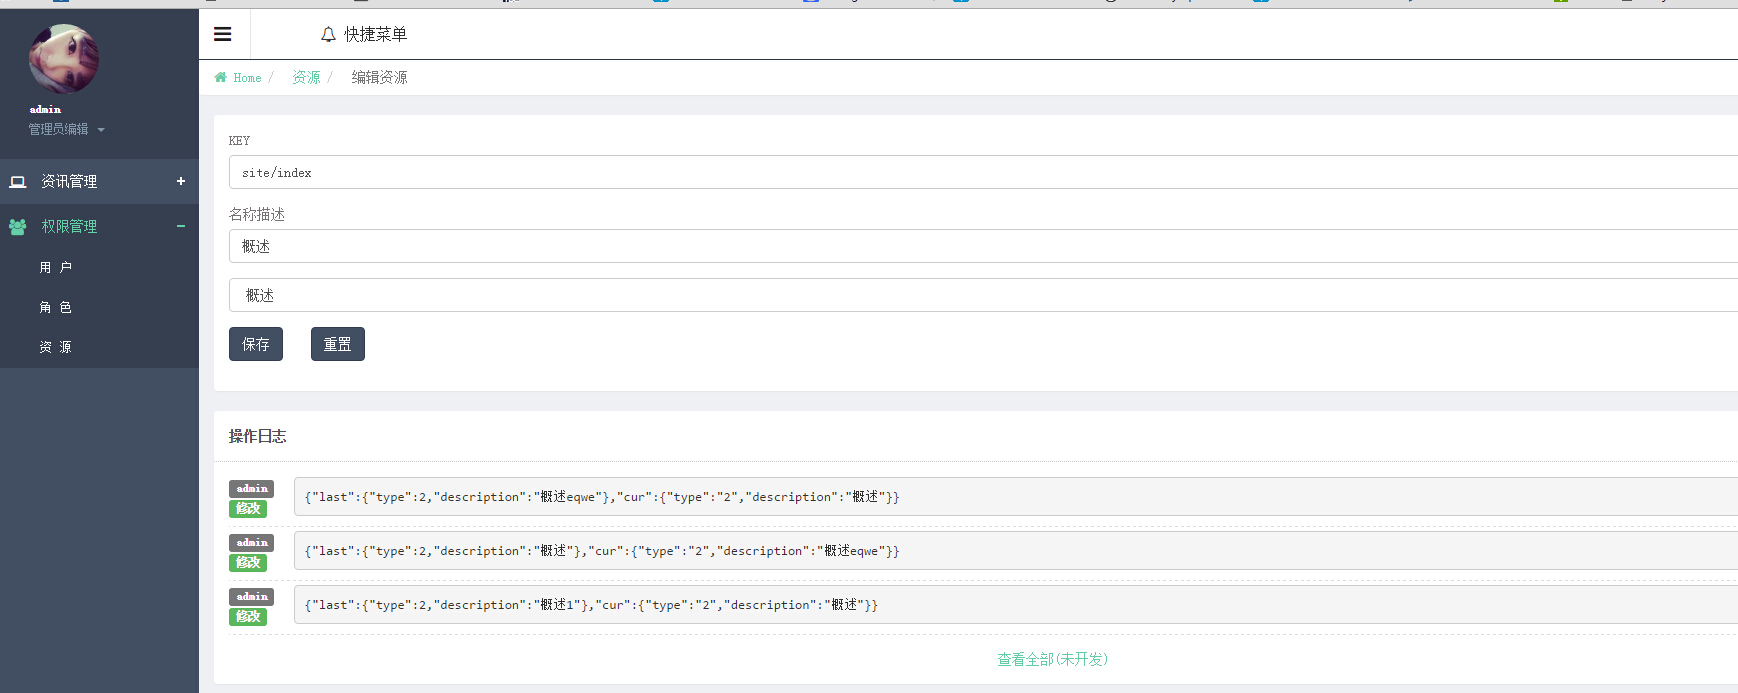 快捷菜单
admin
管理员编辑
资讯管理
权限管理
用 户
角 色
资 源
Home / 资源 / 编辑资源
KEY
site/index
名称描述
概述
概述
保存 重置
操作日志
admin
修改
{"last":{"type":2,"description":"概述eqwe"},"cur":{"type":"2","description":"概述"}}
admin
修改
{"last":{"type":2,"description":"概述"},"cur":{"type":"2","description":"概述eqwe"}}
admin
修改
{"last":{"type":2,"description":"概述1"},"cur":{"type":"2","description":"概述"}}
查看全部(未开发)